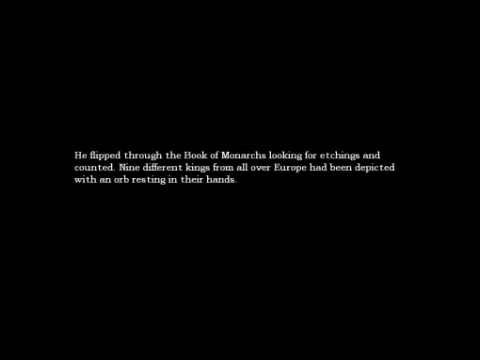 He flipped through the Book of Monarchs looking for etchings and
counted. Nine different kings from all over Europe had been depicted
with an orb resting in their hands.